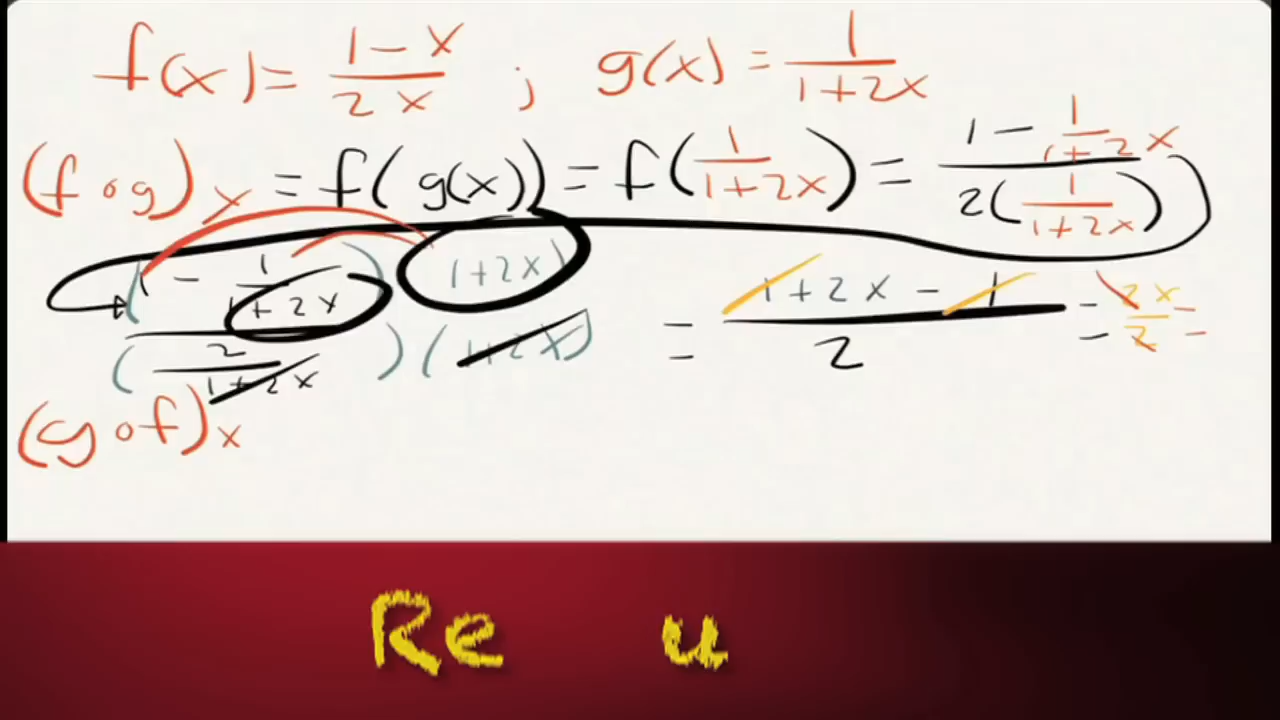 f(x) = 1 - x / 2x ; g(x) = 1 / 1+2x
(f o g) x = f( g(x)) = f( 1 / 1+2x ) = 1 - 1 / 1+2x / 2( 1 / 1+2x )
( 1 - 1 / 1+2x ) ( 1+2x ) / ( 2 / 1+2x ) ( 1+2x ) = 1+2x - 1 / 2 = 2x / 2 =
(g o f) x
Re u